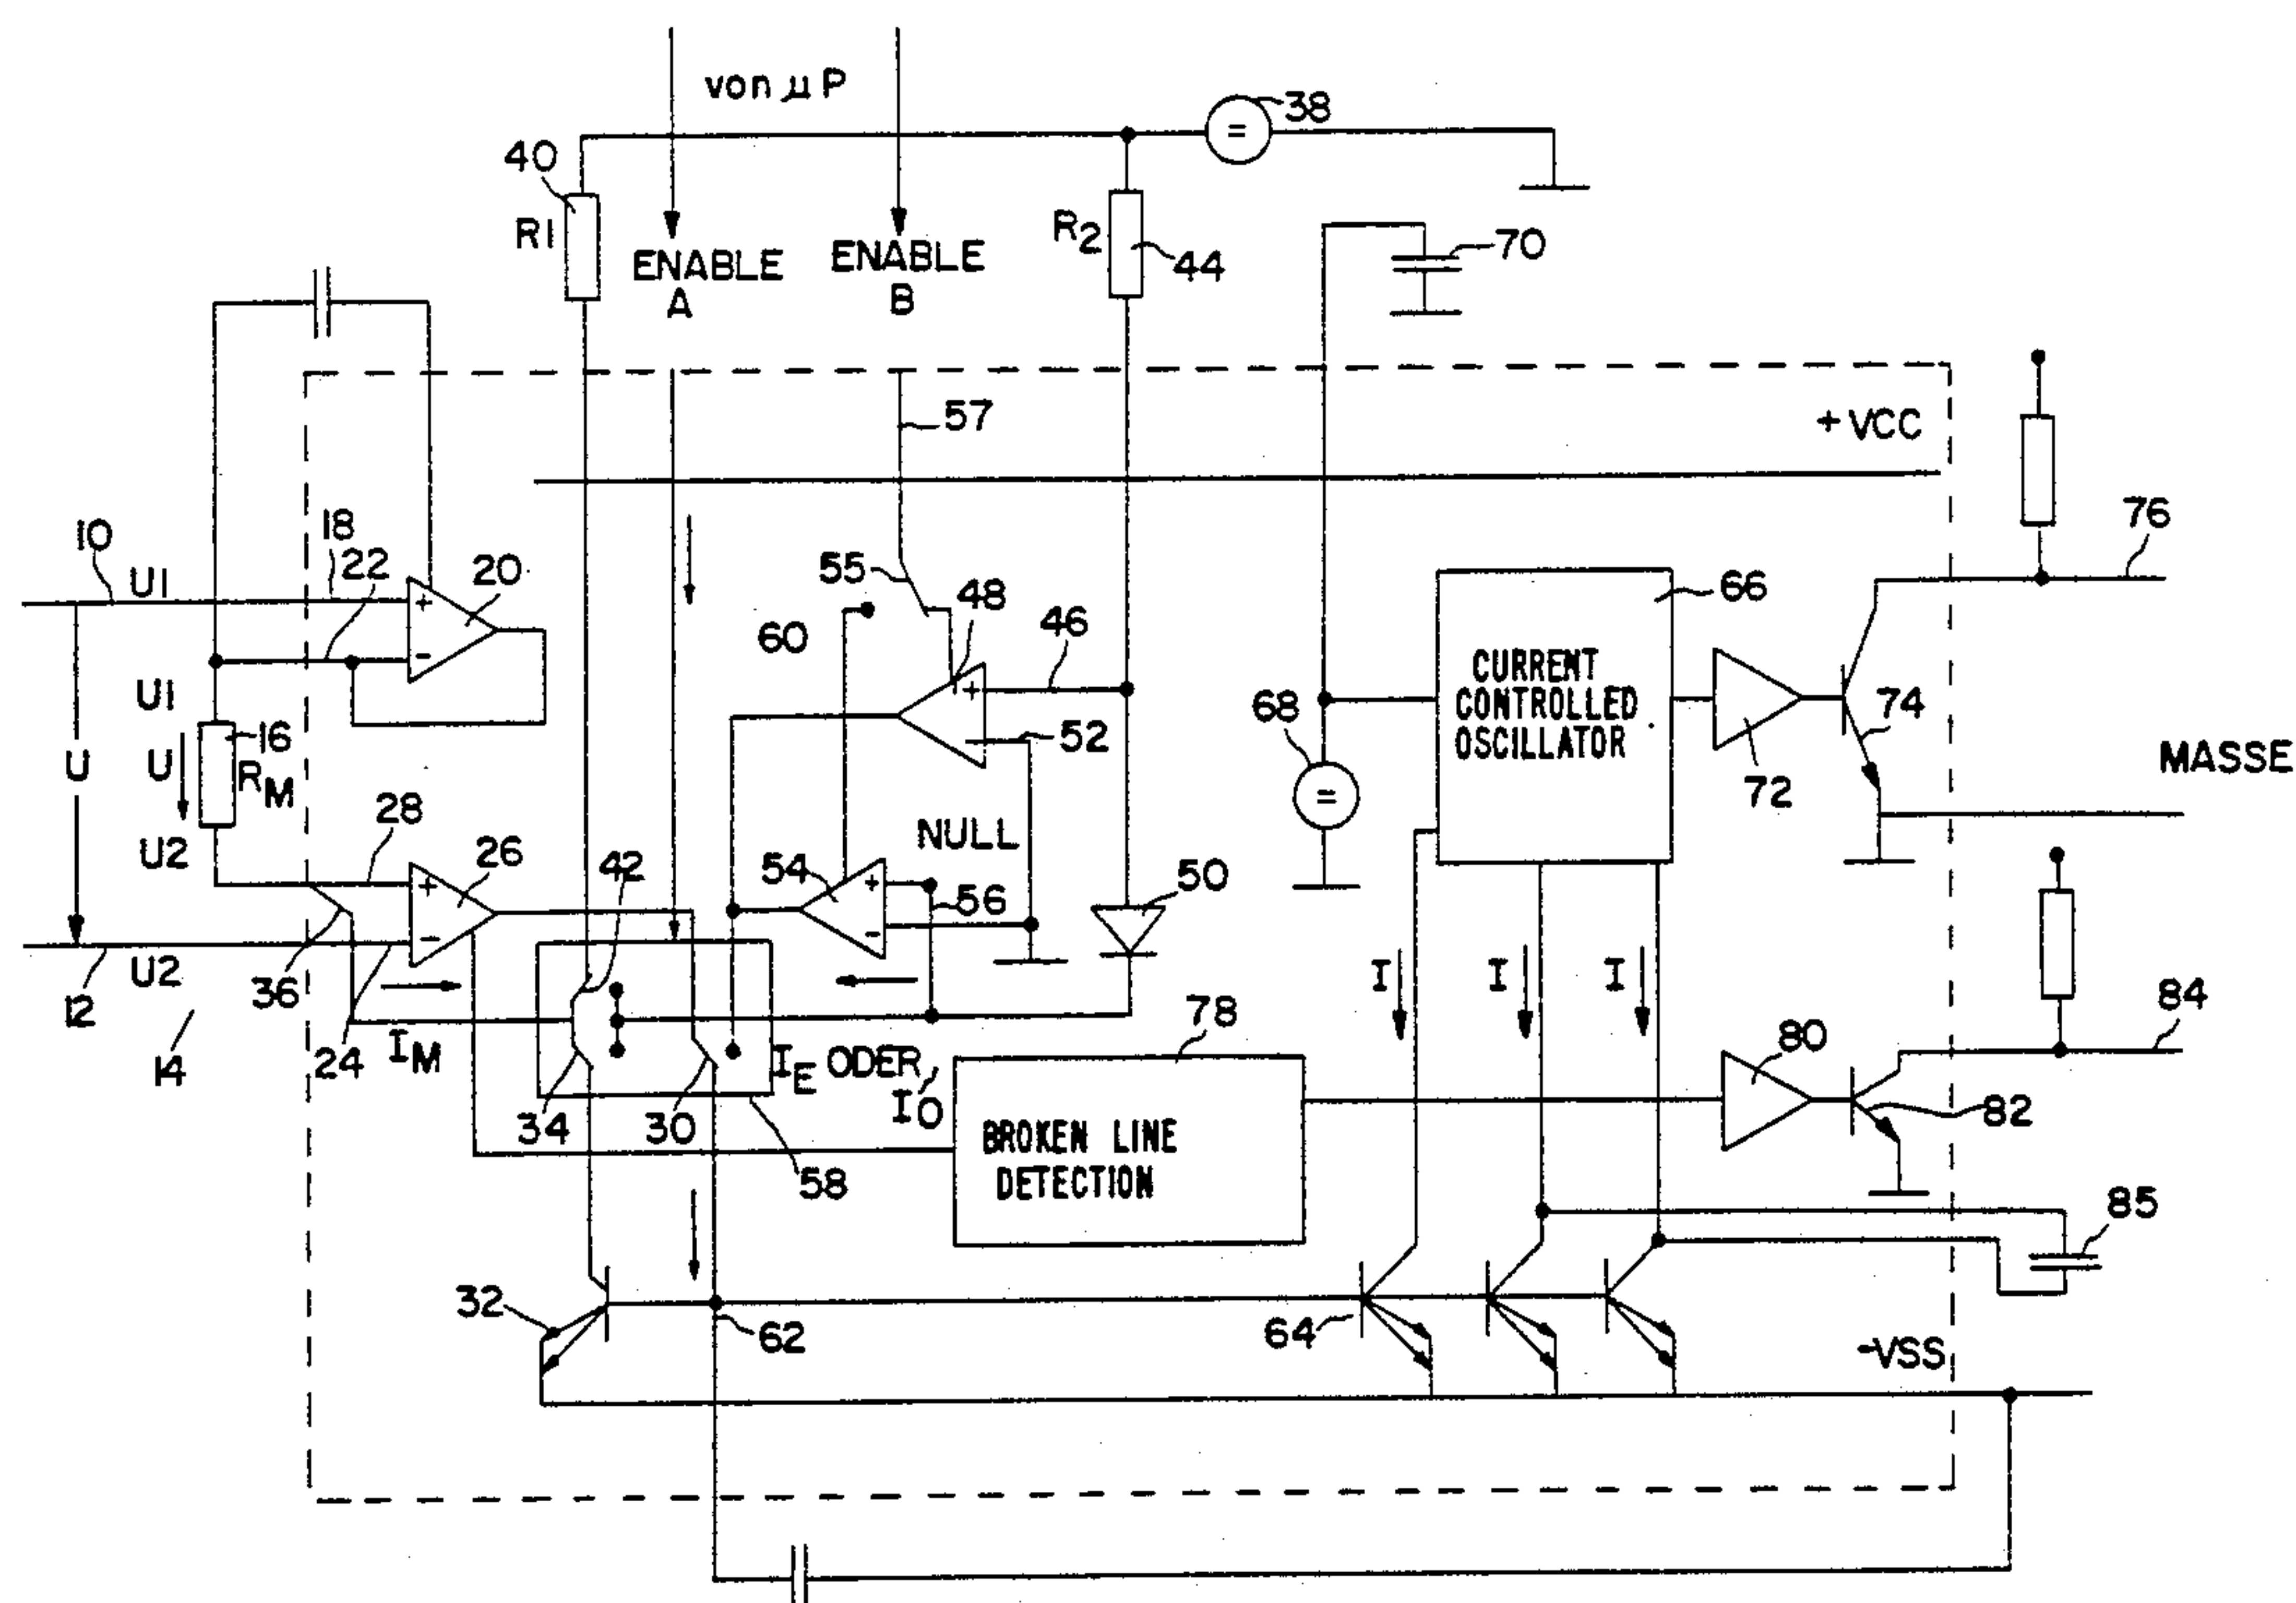 von μP
38
40
R1
ENABLE
A
ENABLE
B
R2
44
70
+VCC
57
10
U1
18
22
20
55
48
46
60
66
76
CURRENT
CONTROLLED
OSCILLATOR
U1
16
U
U
RM
52
68
=
=
72
74
MASSE
28
U2
26
42
NULL
54
56
50
+
-
+
-
+
+
-
12
U2
36
24
14
IM
34
30
IE ODER
I0
58
78
BROKEN LINE
DETECTION
I
I
I
80
84
82
85
32
62
64
-VSS